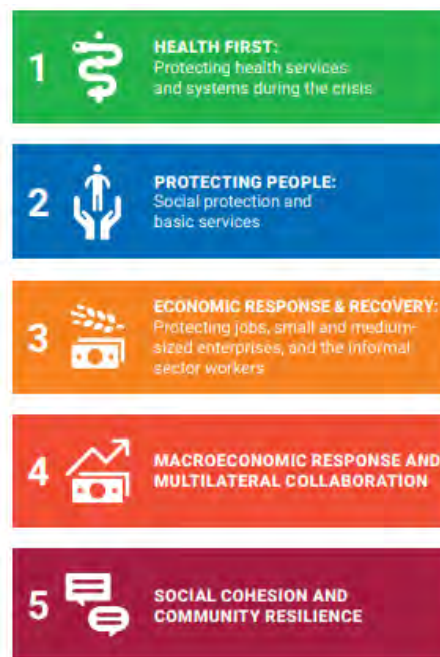 1
HEALTH FIRST:
Protecting health services
and systems during the crisis
2
PROTECTING PEOPLE:
Social protection and
basic services
3
ECONOMIC RESPONSE & RECOVERY:
Protecting jobs, small and medium-
sized enterprises, and the informal
sector workers
4
MACROECONOMIC RESPONSE AND
MULTILATERAL COLLABORATION
5
SOCIAL COHESION AND
COMMUNITY RESILIENCE